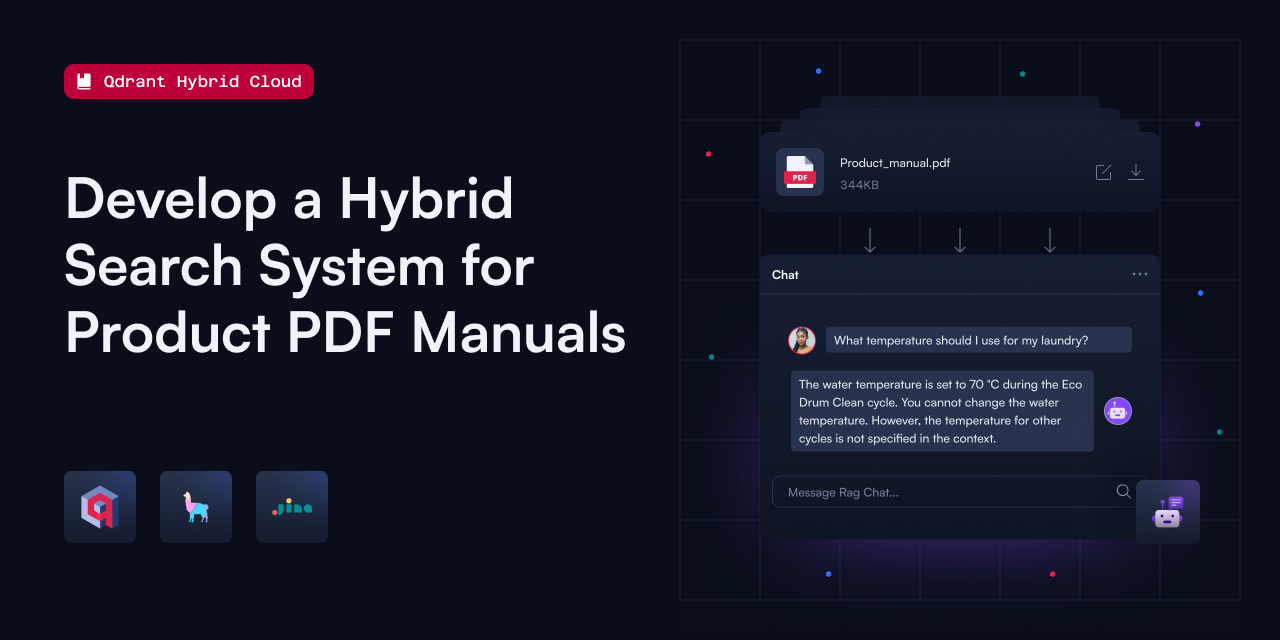 Qdrant Hybrid Cloud
Develop a Hybrid
Search System for
Product PDF Manuals
jina
PDF
Product_manual.pdf
344KB
Chat
What temperature should I use for my laundry?
The water temperature is set to 70 °C during the Eco
Drum Clean cycle. You cannot change the water
temperature. However, the temperature for other
cycles is not specified in the context.
Message Rag Chat...